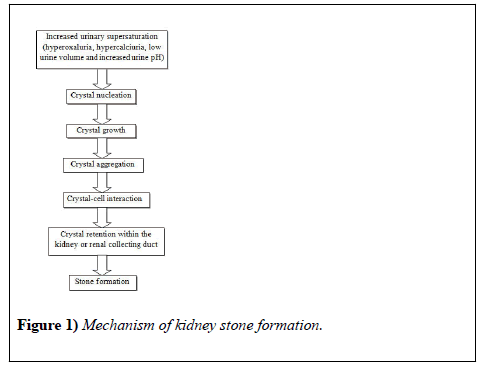 Increased urinary supersaturation
(hyperoxaluria, hypercalciuria, low
urine volume and increased urine pH)
Crystal nucleation
Crystal growth
Crystal aggregation
Crystal-cell interaction
Crystal retention within the
kidney or renal collecting duct
Stone formation
Figure 1) Mechanism of kidney stone formation.